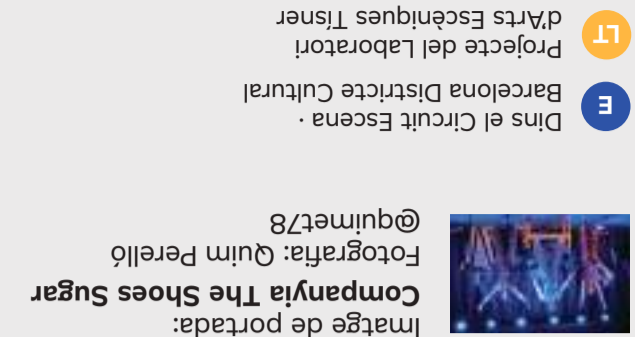 Imatge de portada:
Companyia The Shoes Sugar
Fotografia: Quim Perelló
@quimet78
E
Dins el Circuit Escena ·
Barcelona Districte Cultural
LT
Projecte del Laboratori
d'Arts Escèniques Tísner